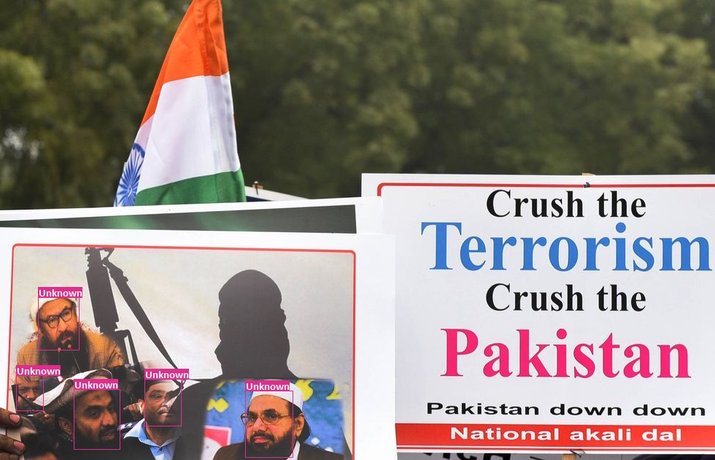 Crush the
Terrorism
Crush the
Pakistan
Pakistan down down
National akali dal
Unknown
Unknown
Unknown
Unknown
Unknown